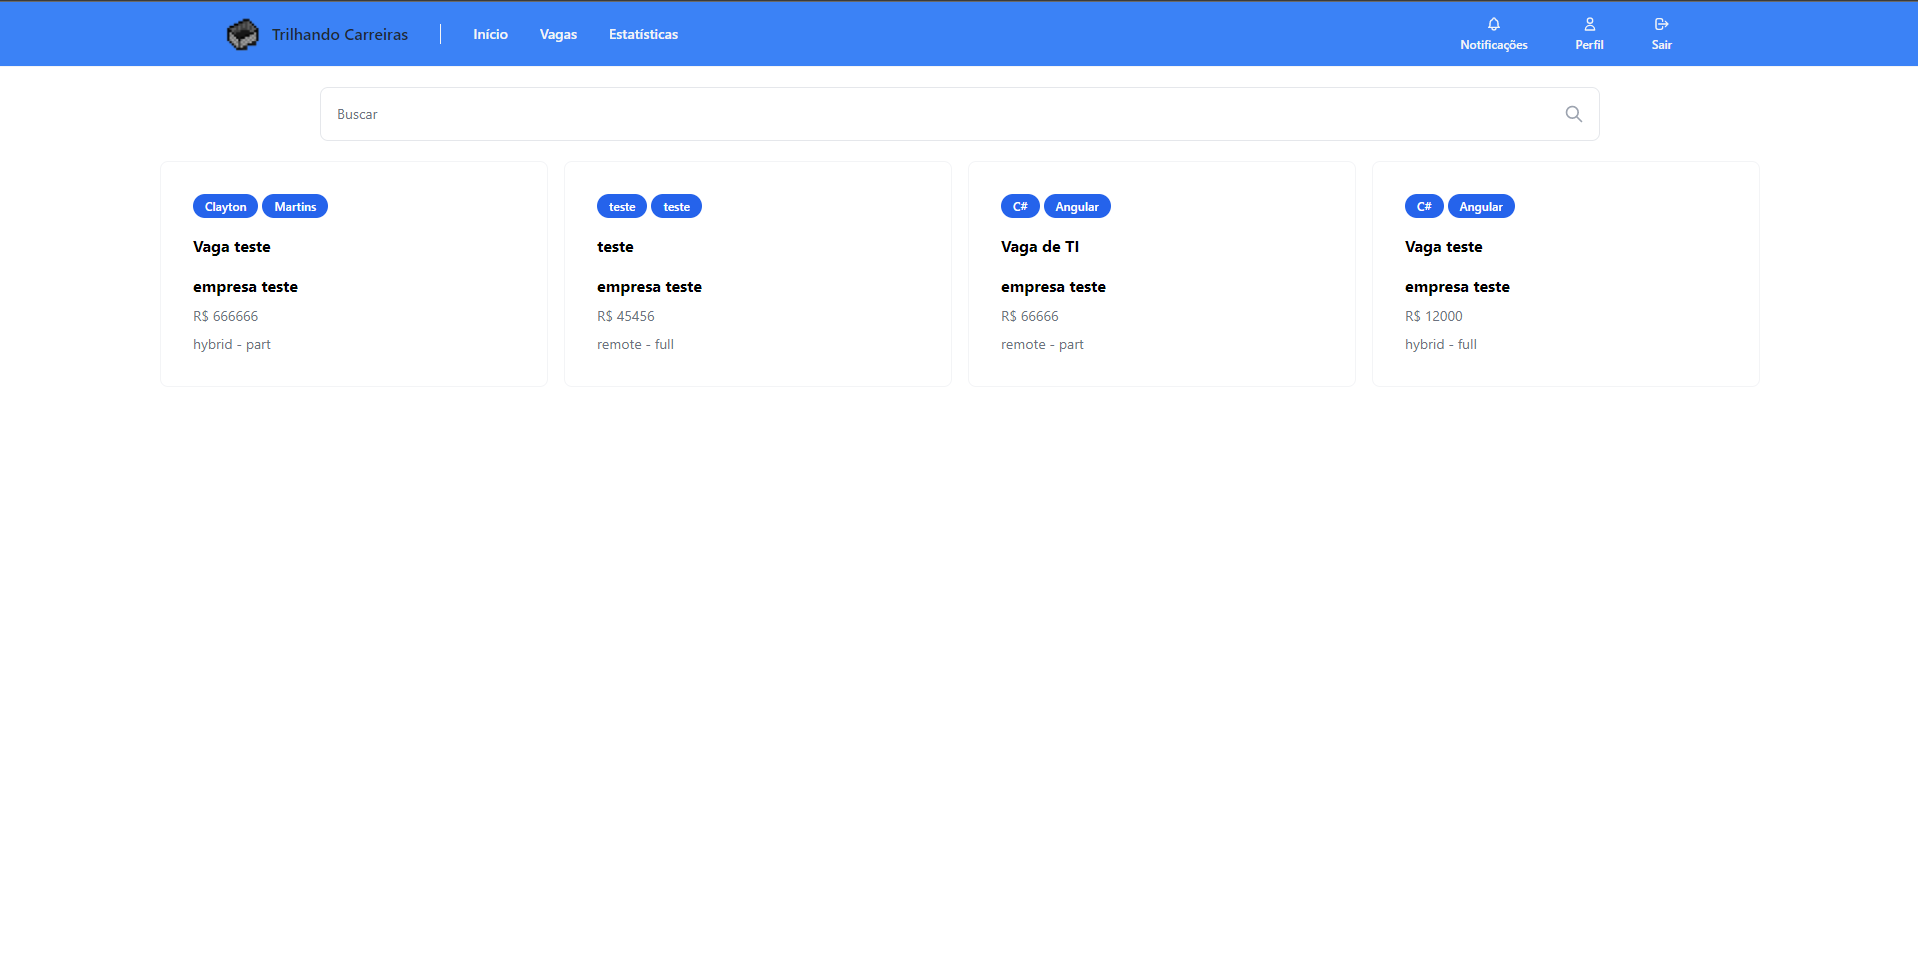 Trilhando Carreiras
Início
Vagas
Estatísticas
Notificações
Perfil
Sair
Buscar
Clayton Martins
Vaga teste
empresa teste
R$ 666666
hybrid - part
teste teste
teste
empresa teste
R$ 45456
remote - full
C# Angular
Vaga de TI
empresa teste
R$ 66666
remote - part
C# Angular
Vaga teste
empresa teste
R$ 12000
hybrid - full